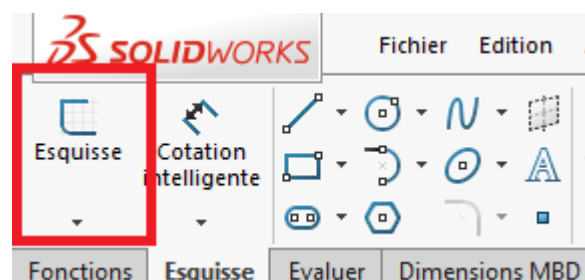 SOLIDWORKS Fichier Edition
Esquisse
Cotation
intelligente
Fonctions Esquisse Evaluer Dimensions MBD